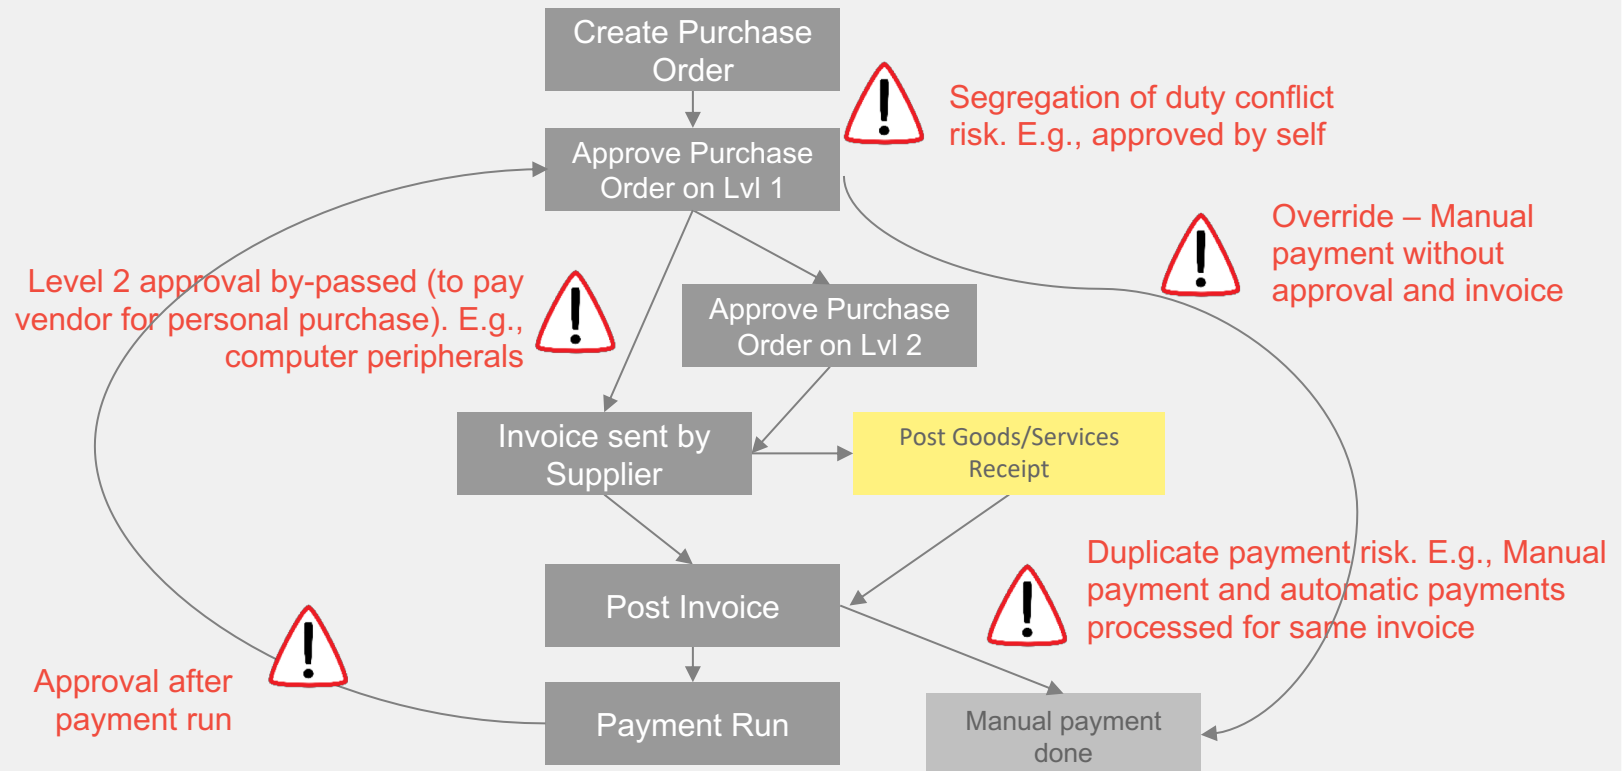 Create Purchase
Order
Segregation of duty conflict
risk. E.g., approved by self
Approve Purchase
Order on Lvl 1
Override – Manual
payment without
approval and invoice
Level 2 approval by-passed (to pay
vendor for personal purchase). E.g.,
computer peripherals
Approve Purchase
Order on Lvl 2
Invoice sent by
Supplier
Post Goods/Services
Receipt
Duplicate payment risk. E.g., Manual
payment and automatic payments
processed for same invoice
Post Invoice
Approval after
payment run
Payment Run
Manual payment
done